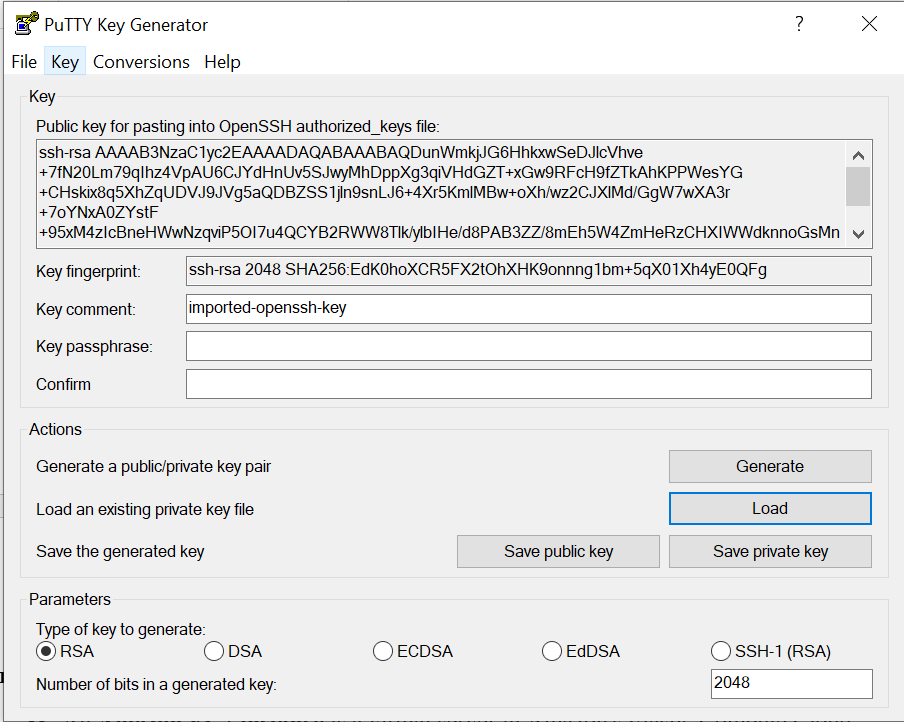 PuTTY Key Generator
?
File Key Conversions Help
Key
Public key for pasting into OpenSSH authorized_keys file:
ssh-rsa AAAAB3NzaC1yc2EAAAADAQABAAABAQDunWmkjJG6HhkxwSeDJlcVhve
+7fN20Lm79qIhz4VpAU6CJYdHnUv5SJwyMhDppXg3qiVHdGZT+xGw9RFcH9fZTkAhKPPWesYG
+CHskix8q5XhZqUDVJ9JVg5aQDBZSS1jln9snLJ6+4Xr5KmlMBw+oXh/wz2CJXlMd/GgW7wXA3r
+7oYNxA0ZYstF
+95xM4zIcBneHWwNzqviP5OI7u4QCYB2RWW8Tlk/ylbIHe/d8PAB3ZZ/8mEh5W4ZmHeRzCHXIWWdknnoGsMn
Key fingerprint: ssh-rsa 2048 SHA256:EdK0hoXCR5FX2tOhXHK9onnng1bm+5qX01Xh4yE0QFg
Key comment: imported-openssh-key
Key passphrase:
Confirm
Actions
Generate a public/private key pair Generate
Load an existing private key file Load
Save the generated key Save public key Save private key
Parameters
Type of key to generate:
RSA DSA ECDSA EdDSA SSH-1 (RSA)
Number of bits in a generated key: 2048